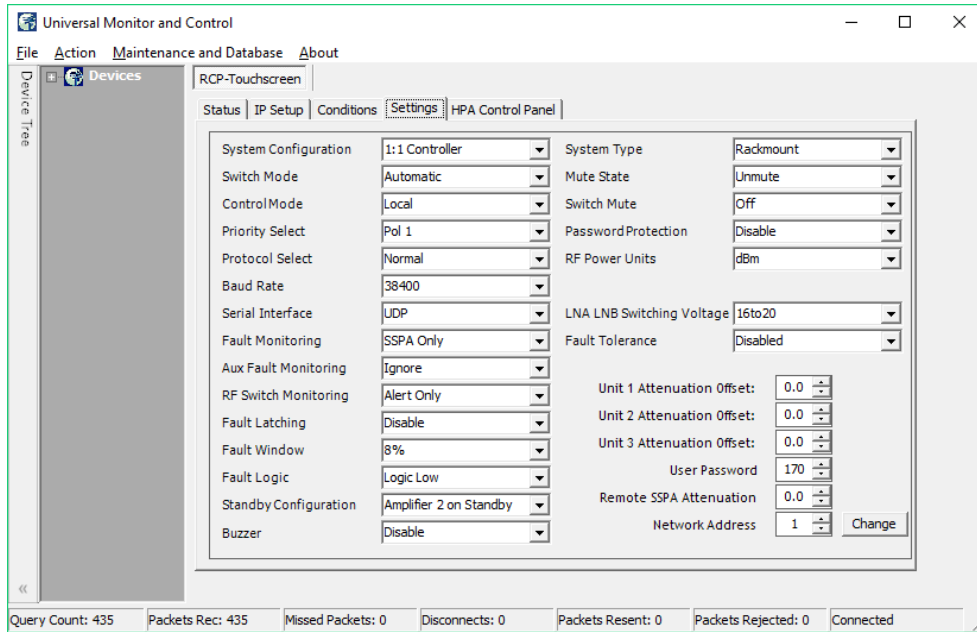 Universal Monitor and Control
File Action Maintenance and Database About
Device Tree
Devices
RCP-Touchscreen
Status IP Setup Conditions Settings HPA Control Panel
System Configuration 1:1 Controller System Type Rackmount
Switch Mode Automatic Mute State Unmute
Control Mode Local Switch Mute Off
Priority Select Pol 1 Password Protection Disable
Protocol Select Normal RF Power Units dBm
Baud Rate 38400
Serial Interface UDP LNA LNB Switching Voltage 16to20
Fault Monitoring SSPA Only Fault Tolerance Disabled
Aux Fault Monitoring Ignore
Unit 1 Attenuation Offset: 0.0
RF Switch Monitoring Alert Only
Unit 2 Attenuation Offset: 0.0
Fault Latching Disable
Unit 3 Attenuation Offset: 0.0
Fault Window 8%
User Password 170
Fault Logic Logic Low
Remote SSPA Attenuation 0.0
Standby Configuration Amplifier 2 on Standby
Network Address 1 Change
Buzzer Disable
Query Count: 435 Packets Rec: 435 Missed Packets: 0 Disconnects: 0 Packets Resent: 0 Packets Rejected: 0 Connected